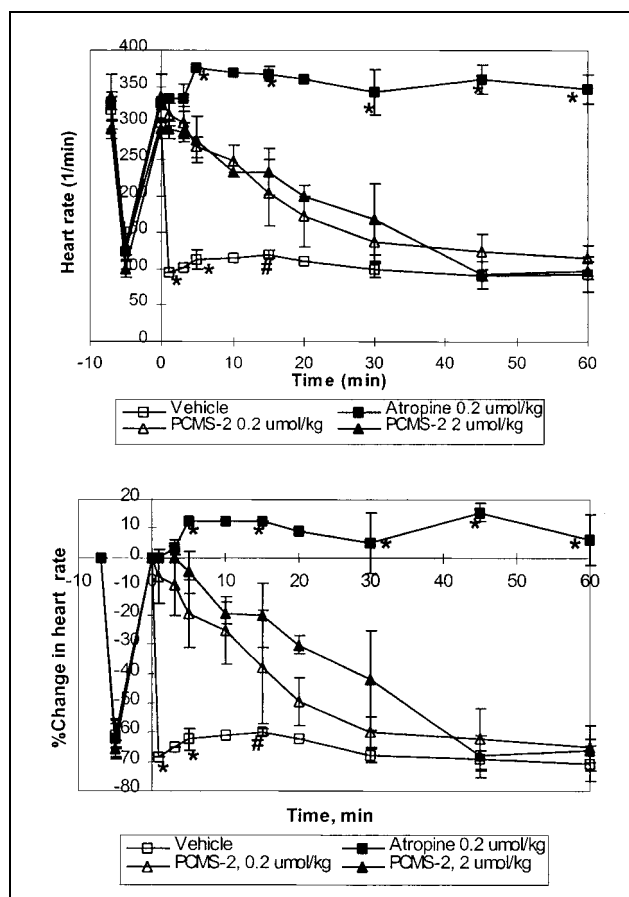 400
350
300
250
200
150
100
50
0
Heart rate (1/min)
-10 0 10 20 30 40 50 60
Time (min)
* * * * *
* * #
Vehicle Atropine 0.2 umol/kg
PCMS-2 0.2 umol/kg PCMS-2 2 umol/kg
20
10
0
-10
-20
-30
-40
-50
-60
-70
-80
%Change in heart rate
-10 0 10 20 30 40 50 60
* * * * *
* * #
Time, min
Vehicle Atropine 0.2 umol/kg
PCMS-2, 0.2 umol/kg PCMS-2, 2 umol/kg